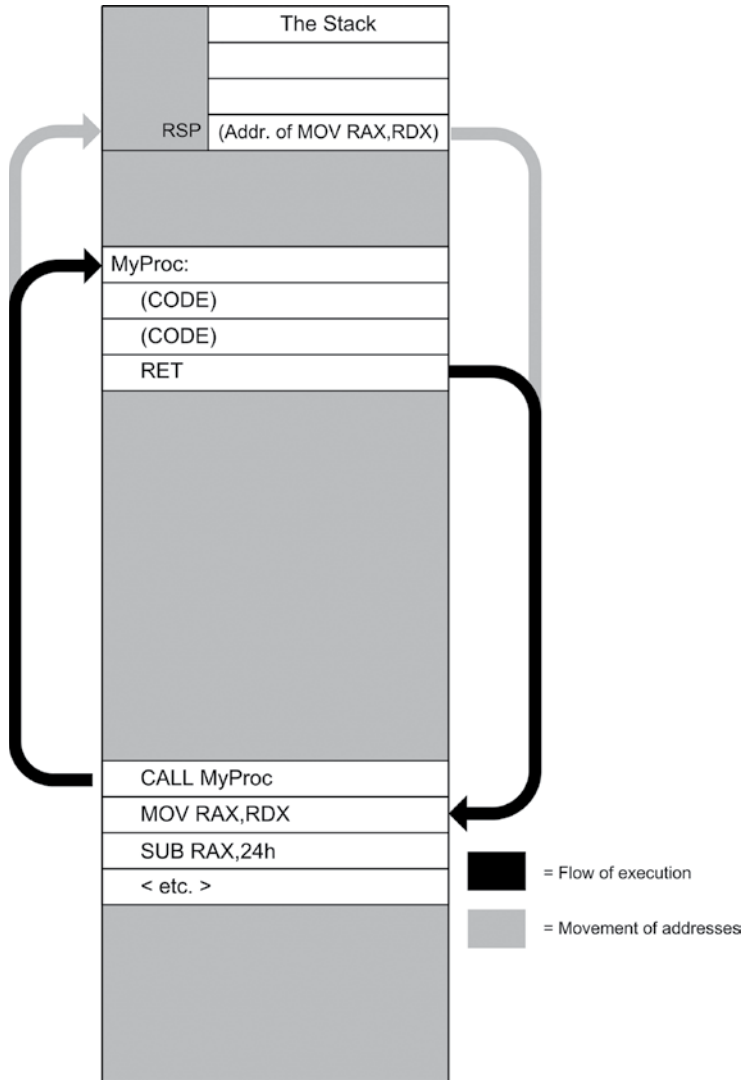 The Stack
RSP (Addr. of MOV RAX,RDX)
MyProc:
(CODE)
(CODE)
RET
CALL MyProc
MOV RAX,RDX
SUB RAX,24h
< etc. >
= Flow of execution
= Movement of addresses